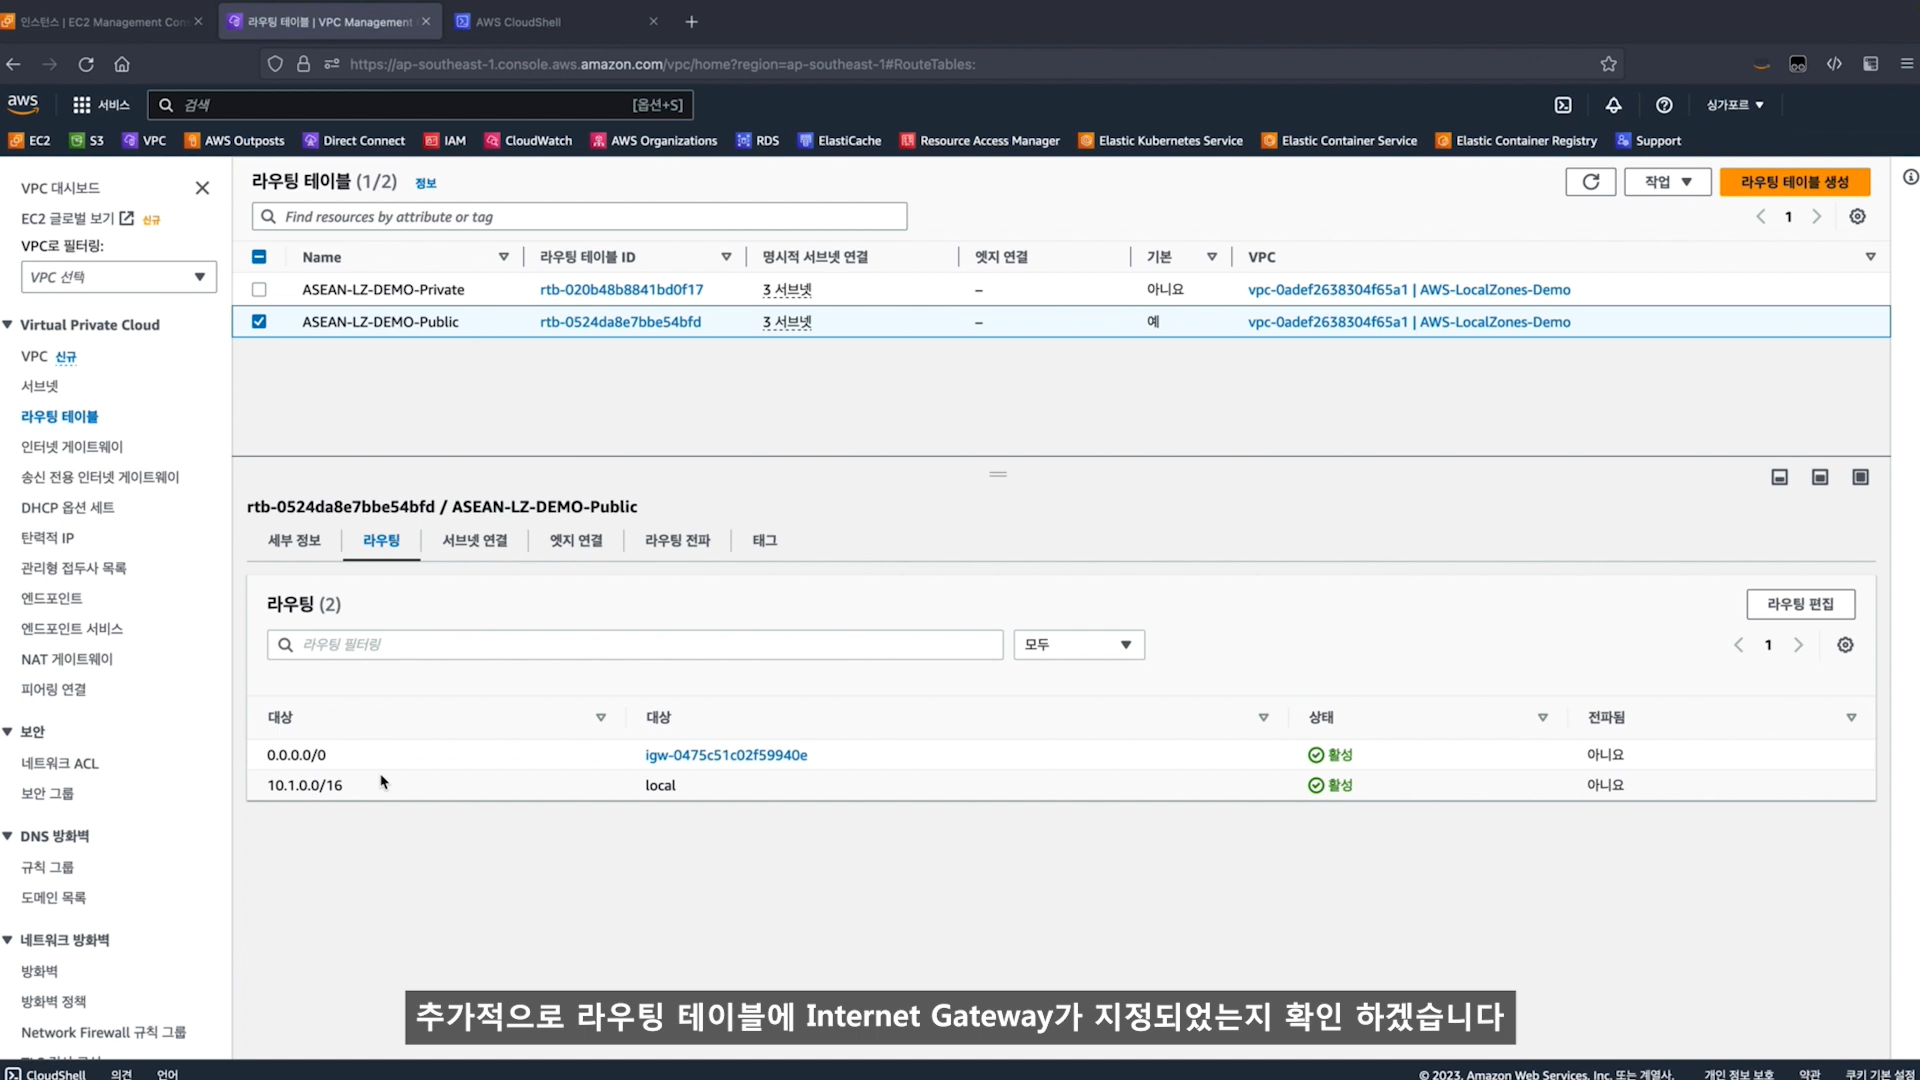 인스턴스 | EC2 Management Con
라우팅 테이블 | VPC Management
AWS CloudShell
https://ap-southeast-1.console.aws.amazon.com/vpc/home?region=ap-southeast-1#RouteTables:
aws
서비스
검색
[옵션+S]
싱가포르
EC2
S3
VPC
AWS Outposts
Direct Connect
IAM
CloudWatch
AWS Organizations
RDS
ElastiCache
Resource Access Manager
Elastic Kubernetes Service
Elastic Container Service
Elastic Container Registry
Support
VPC 대시보드
EC2 글로벌 보기 신규
VPC로 필터링:
VPC 선택
Virtual Private Cloud
VPC 신규
서브넷
라우팅 테이블
인터넷 게이트웨이
송신 전용 인터넷 게이트웨이
DHCP 옵션 세트
탄력적 IP
관리형 접두사 목록
엔드포인트
엔드포인트 서비스
NAT 게이트웨이
피어링 연결
보안
네트워크 ACL
보안 그룹
DNS 방화벽
규칙 그룹
도메인 목록
네트워크 방화벽
방화벽
방화벽 정책
Network Firewall 규칙 그룹
라우팅 테이블 (1/2) 정보
작업
라우팅 테이블 생성
Find resources by attribute or tag
1
Name 라우팅 테이블 ID 명시적 서브넷 연결 엣지 연결 기본 VPC
ASEAN-LZ-DEMO-Private rtb-020b48b8841bd0f17 3 서브넷 – 아니요 vpc-0adef2638304f65a1 | AWS-LocalZones-Demo
ASEAN-LZ-DEMO-Public rtb-0524da8e7bbe54bfd 3 서브넷 – 예 vpc-0adef2638304f65a1 | AWS-LocalZones-Demo
rtb-0524da8e7bbe54bfd / ASEAN-LZ-DEMO-Public
세부 정보 라우팅 서브넷 연결 엣지 연결 라우팅 전파 태그
라우팅 (2)
라우팅 편집
라우팅 필터링
모두
1
대상 대상 상태 전파됨
0.0.0.0/0 igw-0475c51c02f59940e 활성 아니요
10.1.0.0/16 local 활성 아니요
추가적으로 라우팅 테이블에 Internet Gateway가 지정되었는지 확인 하겠습니다
CloudShell 의견 언어
© 2023, Amazon Web Services, Inc. 또는 계열사. 개인 정보 보호 약관 쿠키 기본 설정